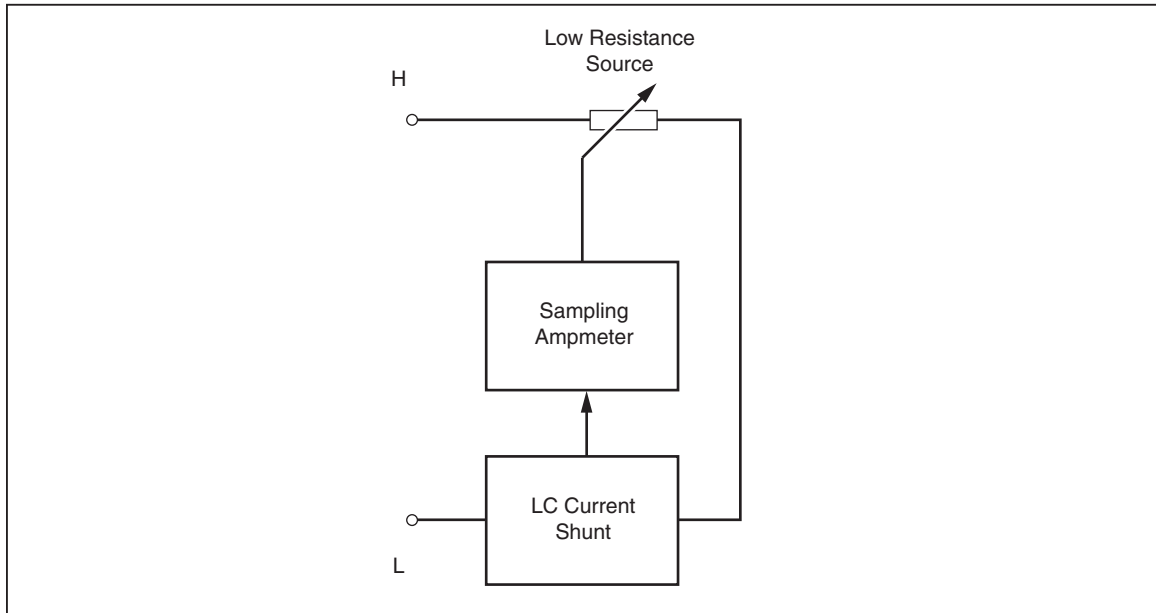 Low Resistance
Source
H
Sampling
Ampmeter
LC Current
Shunt
L